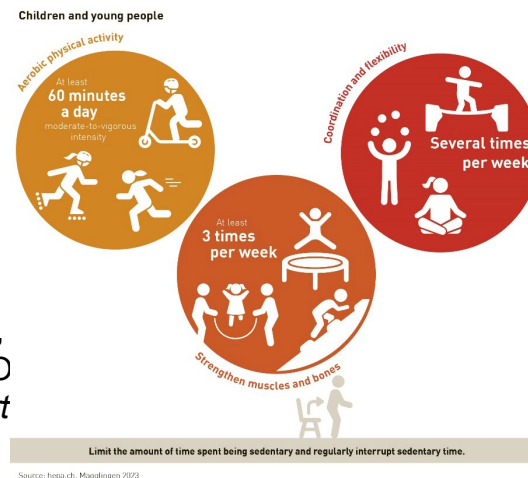 Children and young people
Aerobic physical activity
At least
60 minutes
a day
moderate-to-vigorous
intensity
Coordination and flexibility
Several times
per week
At least
3 times
per week
Strengthen muscles and bones
Limit the amount of time spent being sedentary and regularly interrupt sedentary time.
Source: hepa.ch, Magglingen 2023